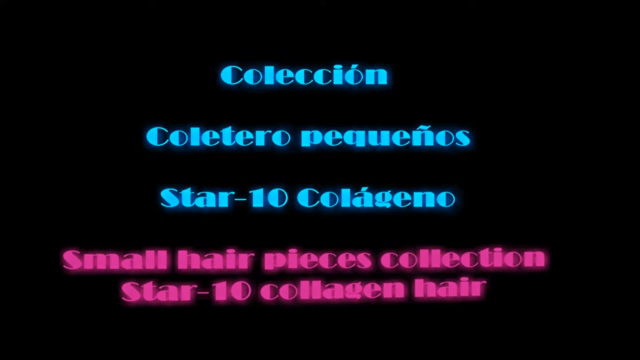 Colección
Coletero pequeños
Star-10 Colágeno
Small hair pieces collection
Star-10 collagen hair